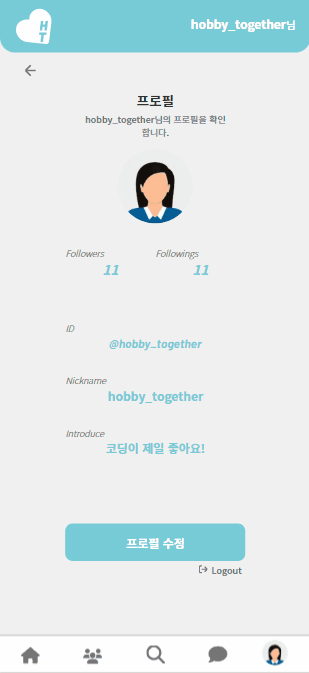 H
T
hobby_together님
프로필
hobby_together님의 프로필을 확인
합니다.
Followers
Followings
11
11
ID
@hobby_together
Nickname
hobby_together
Introduce
코딩이 제일 좋아요!
프로필 수정
Logout